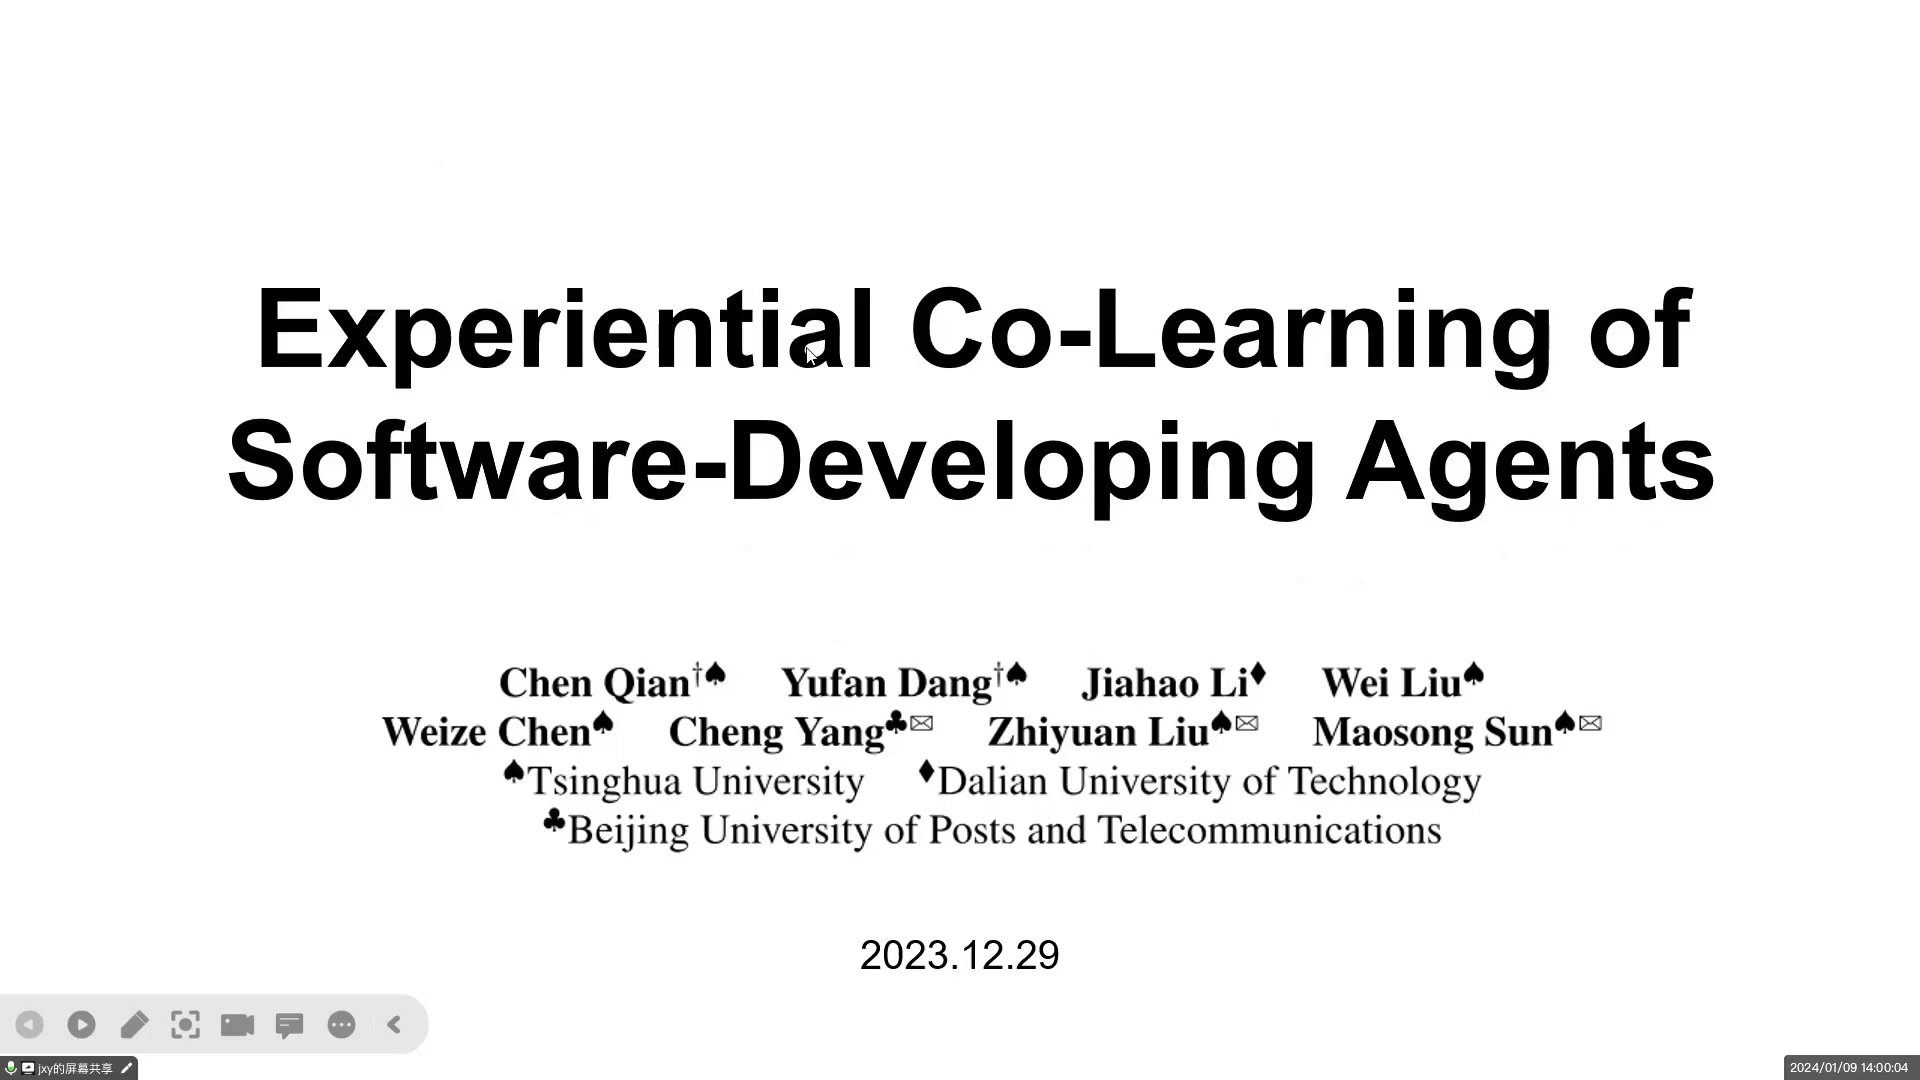 Experiential Co-Learning of
Software-Developing Agents
Chen Qian†♠ Yufan Dang†♠ Jiahao Li♦ Wei Liu♠
Weize Chen♠ Cheng Yang♣✉ Zhiyuan Liu♠✉ Maosong Sun♠✉
♠Tsinghua University ♦Dalian University of Technology
♣Beijing University of Posts and Telecommunications
2023.12.29
jxy的屏幕共享
2024/01/09 14:00:04